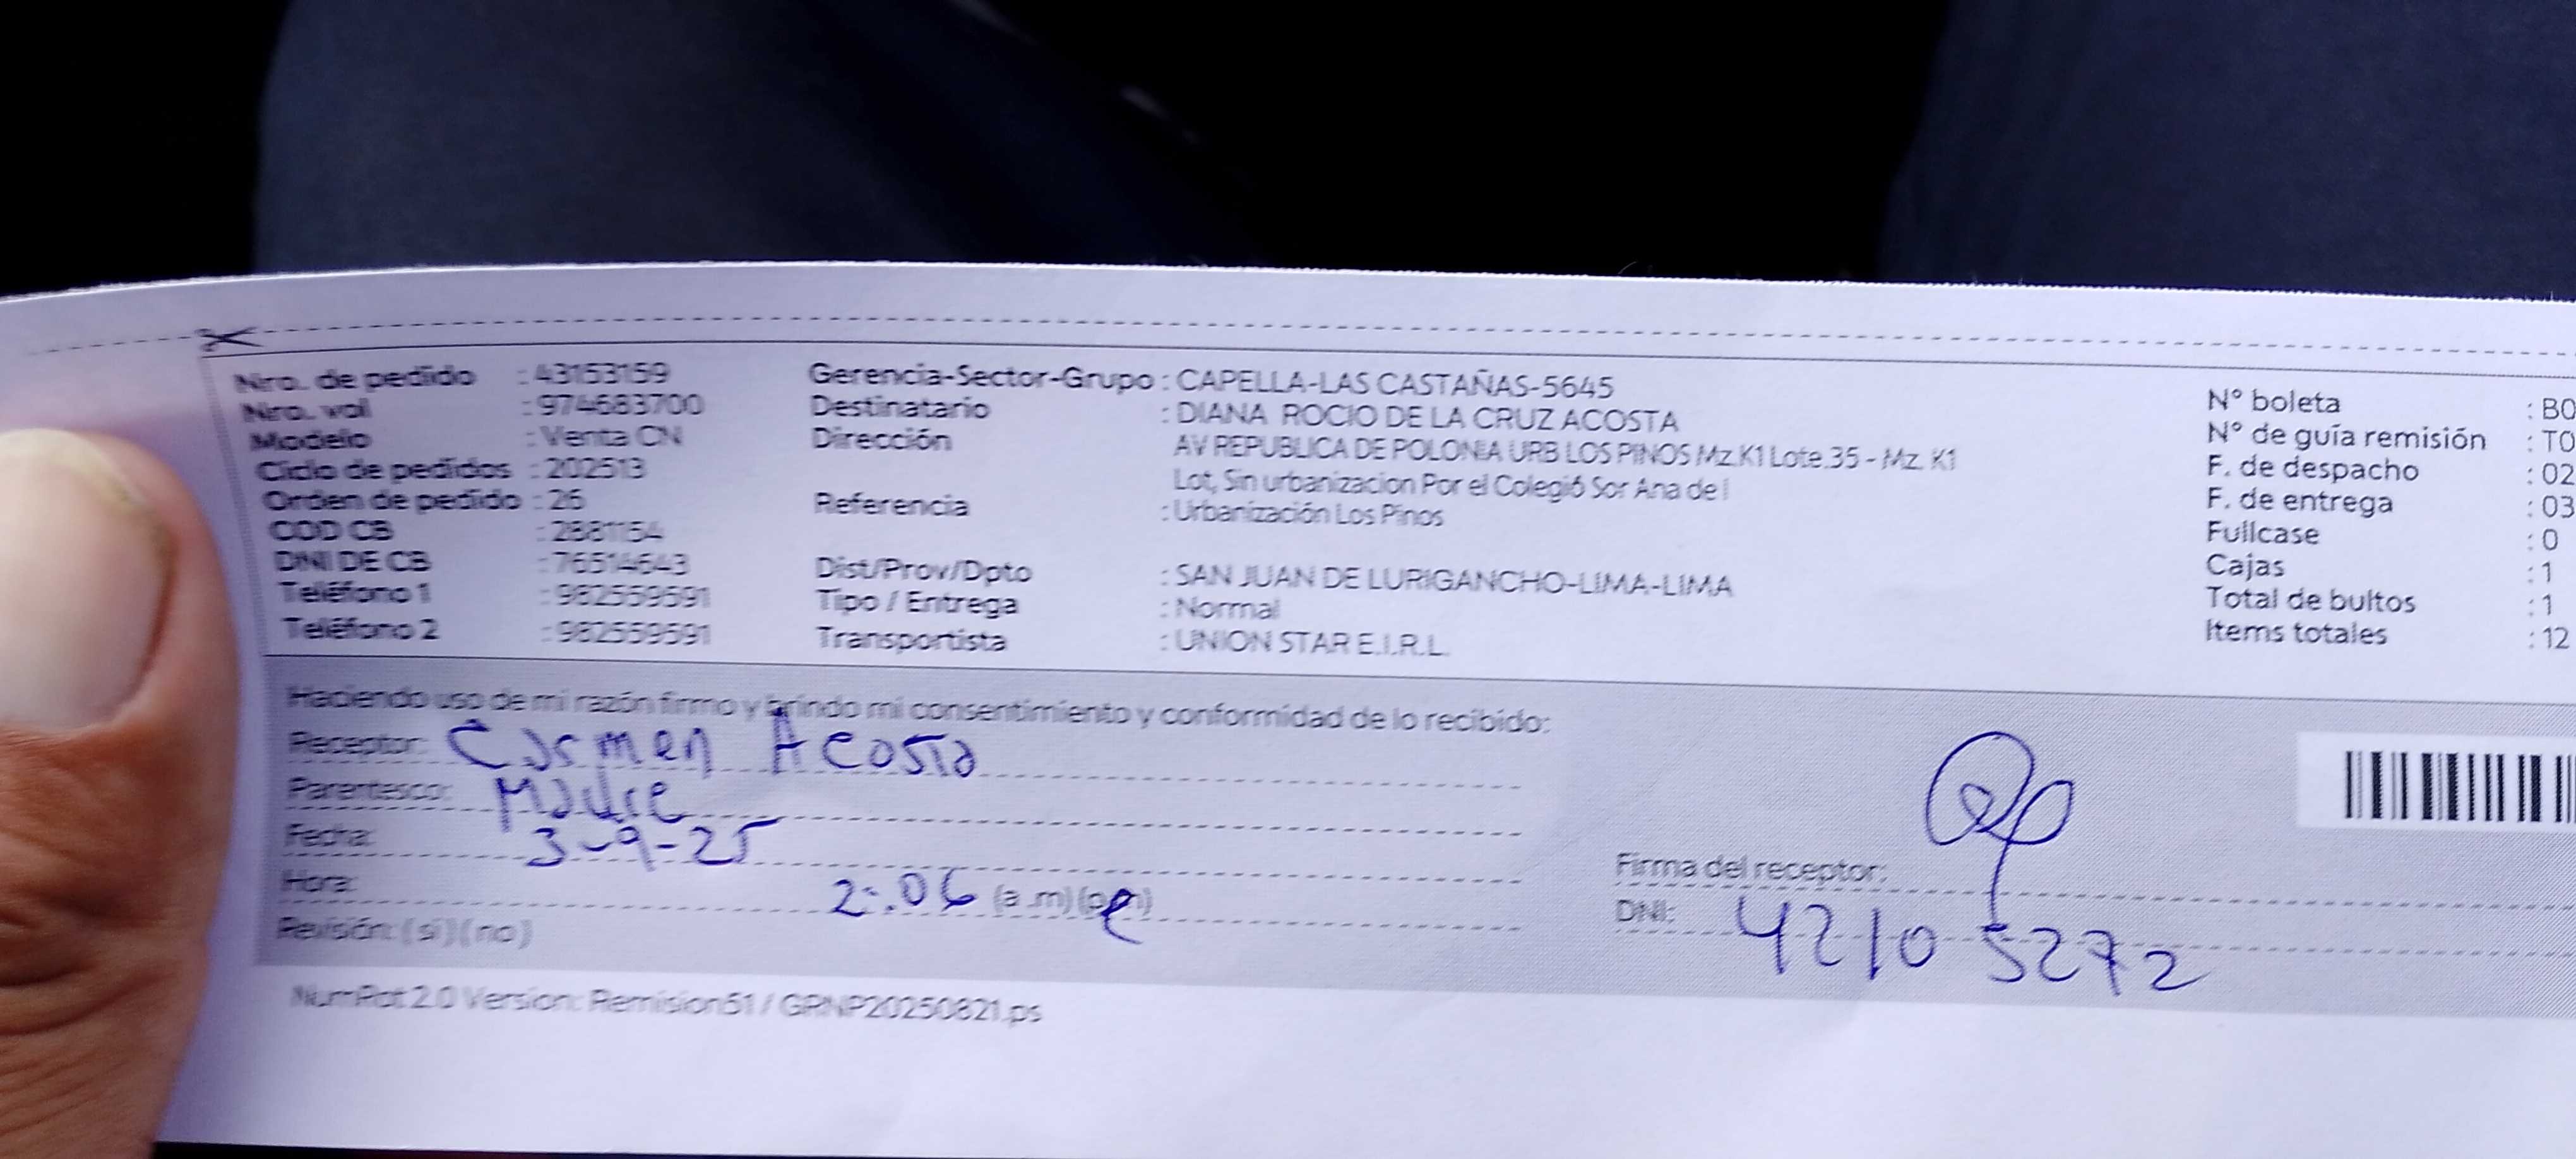 Nro. de pedido : 43153159
Nro. vol : 974683700
Modelo : Venta CN
Ciclo de pedidos : 202513
Orden de pedido : 26
COD CB : 2881154
DNI DE CB : 76514643
Teléfono 1 : 982559591
Teléfono 2 : 982559591
Gerencia-Sector-Grupo : CAPELLA-LAS CASTAÑAS-5645
Destinatario : DIANA ROCIO DE LA CRUZ ACOSTA
Dirección AV REPUBLICA DE POLONIA URB LOS PINOS Mz.K1 Lote.35 - Mz. K1
Lot, Sin urbanizacion Por el Colegió Sor Ana de l
Referencia : Urbanización Los Pinos
Dist/Prov/Dpto : SAN JUAN DE LURIGANCHO-LIMA-LIMA
Tipo / Entrega : Normal
Transportista : UNION STAR E.I.R.L.
N° boleta : B0
N° de guía remisión : T0
F. de despacho : 02
F. de entrega : 03
Fullcase : 0
Cajas : 1
Total de bultos : 1
Items totales : 12
Haciendo uso de mi razón firmo y brindo mi consentimiento y conformidad de lo recibido:
Receptor: Carmen Acosta
Parentesco: Madre
Fecha: 3-9-25
Hora: 2:06 (a.m)(p.m)
Revisión: (si)(no)
Firma del receptor:
DNI: 42105272
NumRot 2.0 Version: Remision51 / GRNP20250821.ps